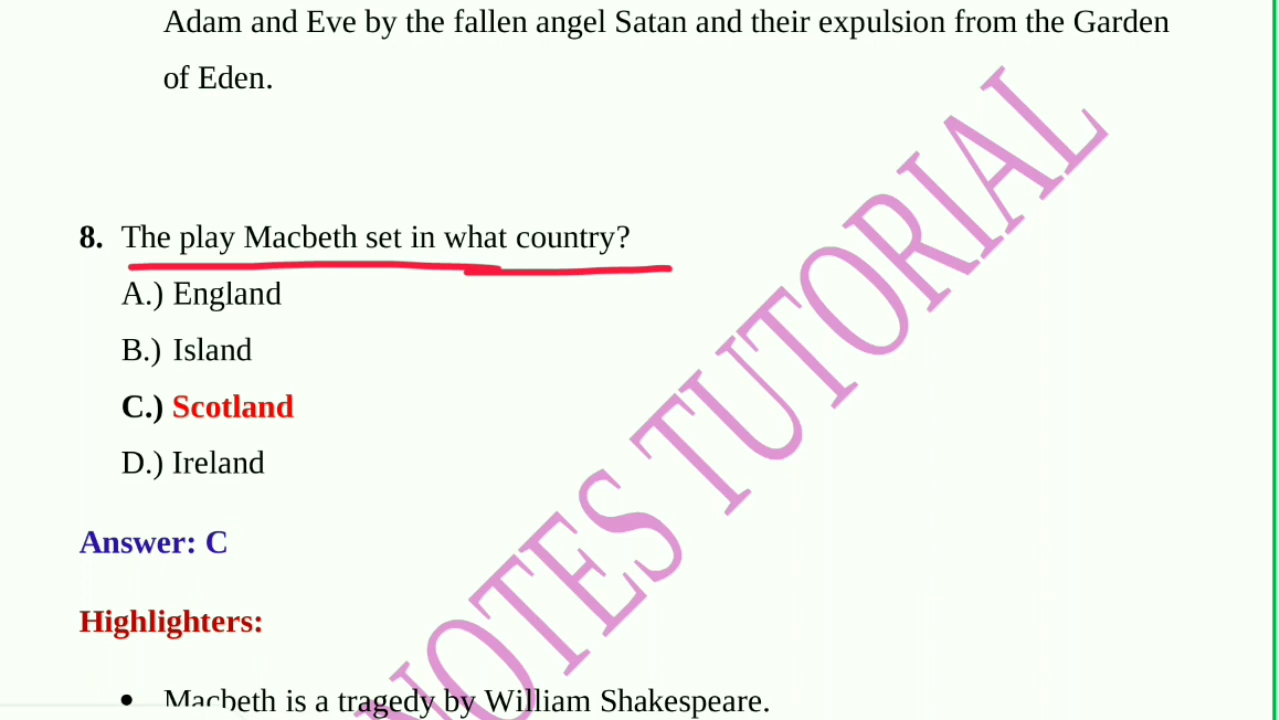 Adam and Eve by the fallen angel Satan and their expulsion from the Garden
of Eden.
8. The play Macbeth set in what country?
A.) England
B.) Island
C.) Scotland
D.) Ireland
Answer: C
Highlighters:
• Macbeth is a tragedy by William Shakespeare.
NOTES TUTORIAL